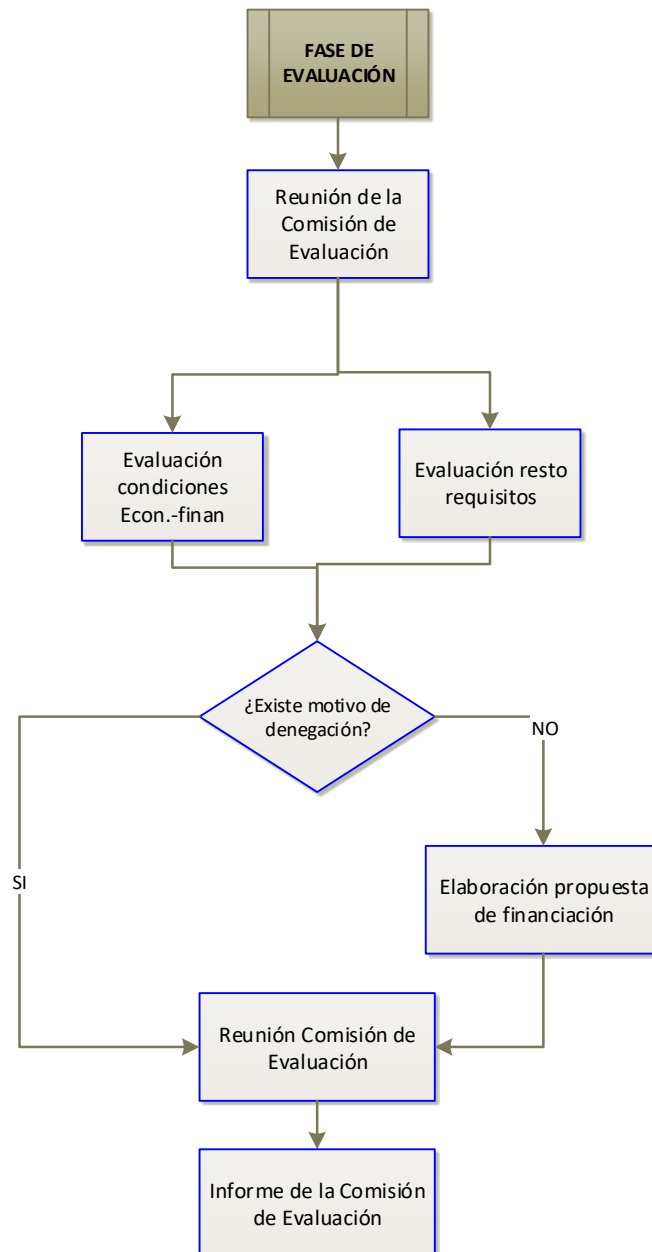 FASE DE
EVALUACIÓN
Reunión de la
Comisión de
Evaluación
Evaluación
condiciones
Econ.-finan
Evaluación resto
requisitos
¿Existe motivo de
denegación?
NO
SI
Elaboración propuesta
de financiación
Reunión Comisión de
Evaluación
Informe de la Comisión
de Evaluación